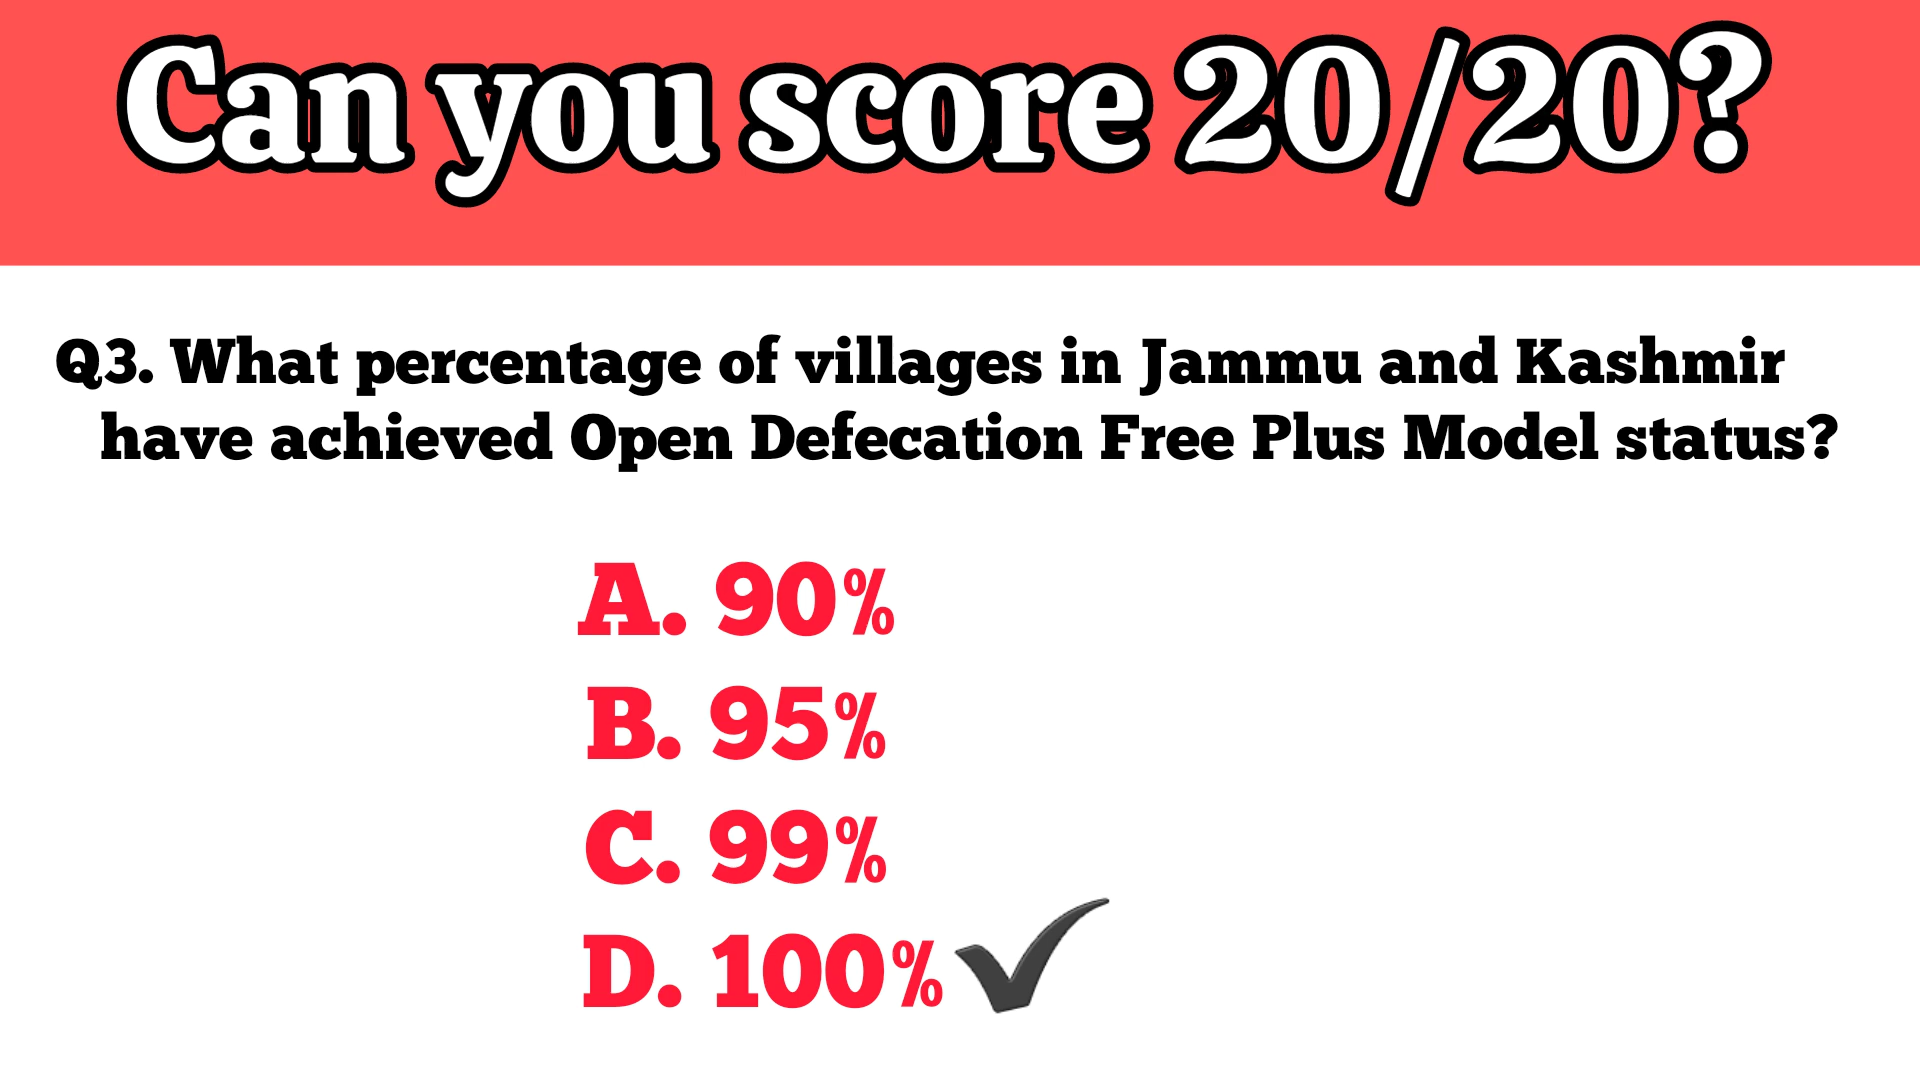 Can you score 20/20?
Q3. What percentage of villages in Jammu and Kashmir
have achieved Open Defecation Free Plus Model status?
A. 90%
B. 95%
C. 99%
D. 100%